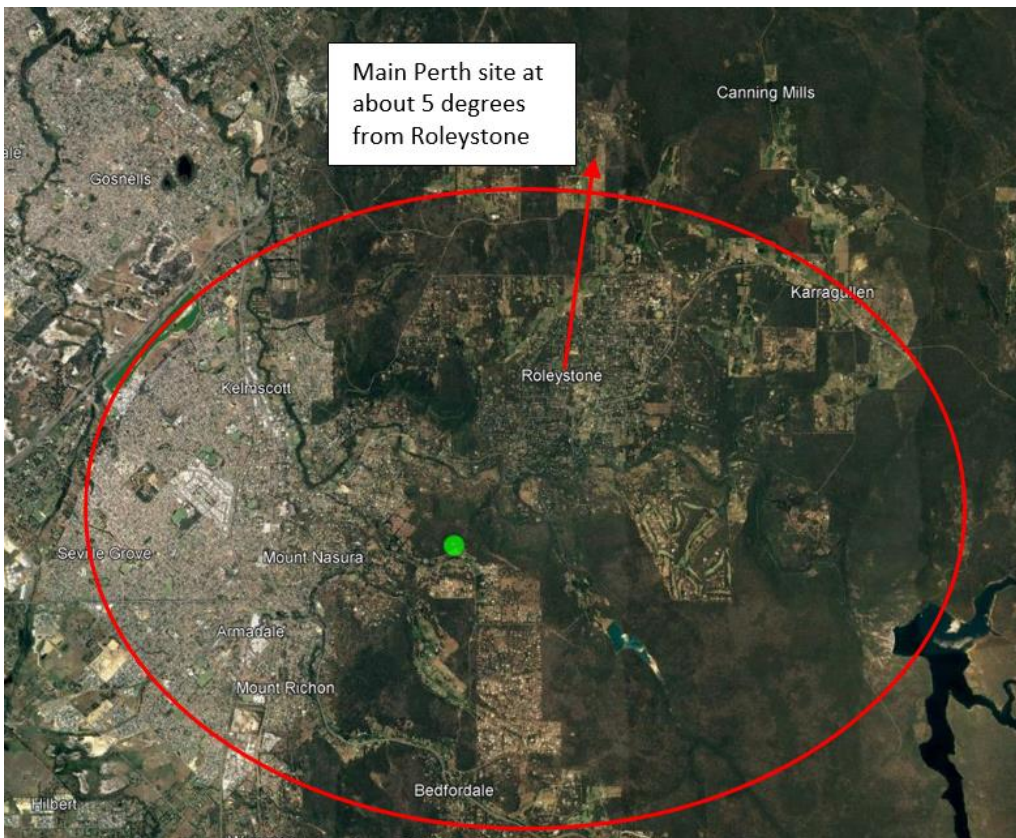 Main Perth site at
about 5 degrees
from Roleystone
Canning Mills
ale
Gosnells
Karragullen
Roleystone
Kelmscott
Seville Grove
Mount Nasura
Armadale
Mount Richon
Bedfordale
Hilbert